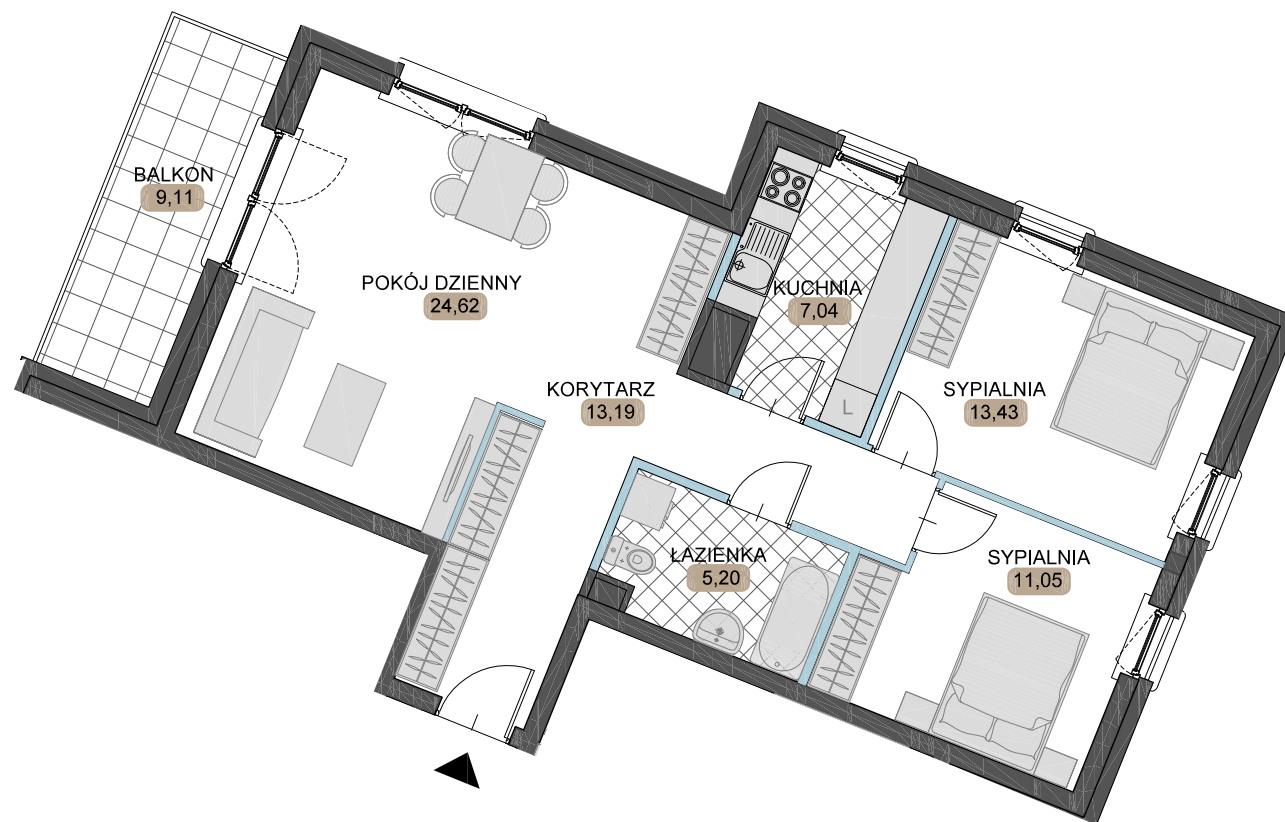 BALKON
9,11
POKÓJ DZIENNY
24,62
KUCHNIA
7,04
KORYTARZ
13,19
L
SYPIALNIA
13,43
ŁAZIENKA
5,20
SYPIALNIA
11,05